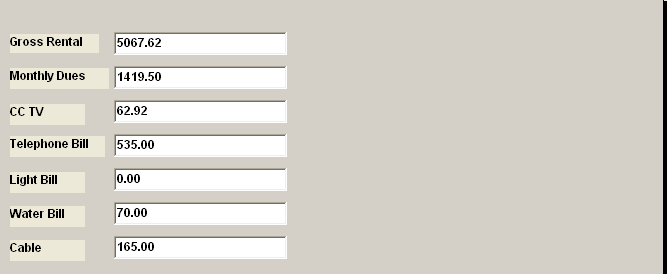 Gross Rental 5067.62
Monthly Dues 1419.50
CC TV 62.92
Telephone Bill 535.00
Light Bill 0.00
Water Bill 70.00
Cable 165.00